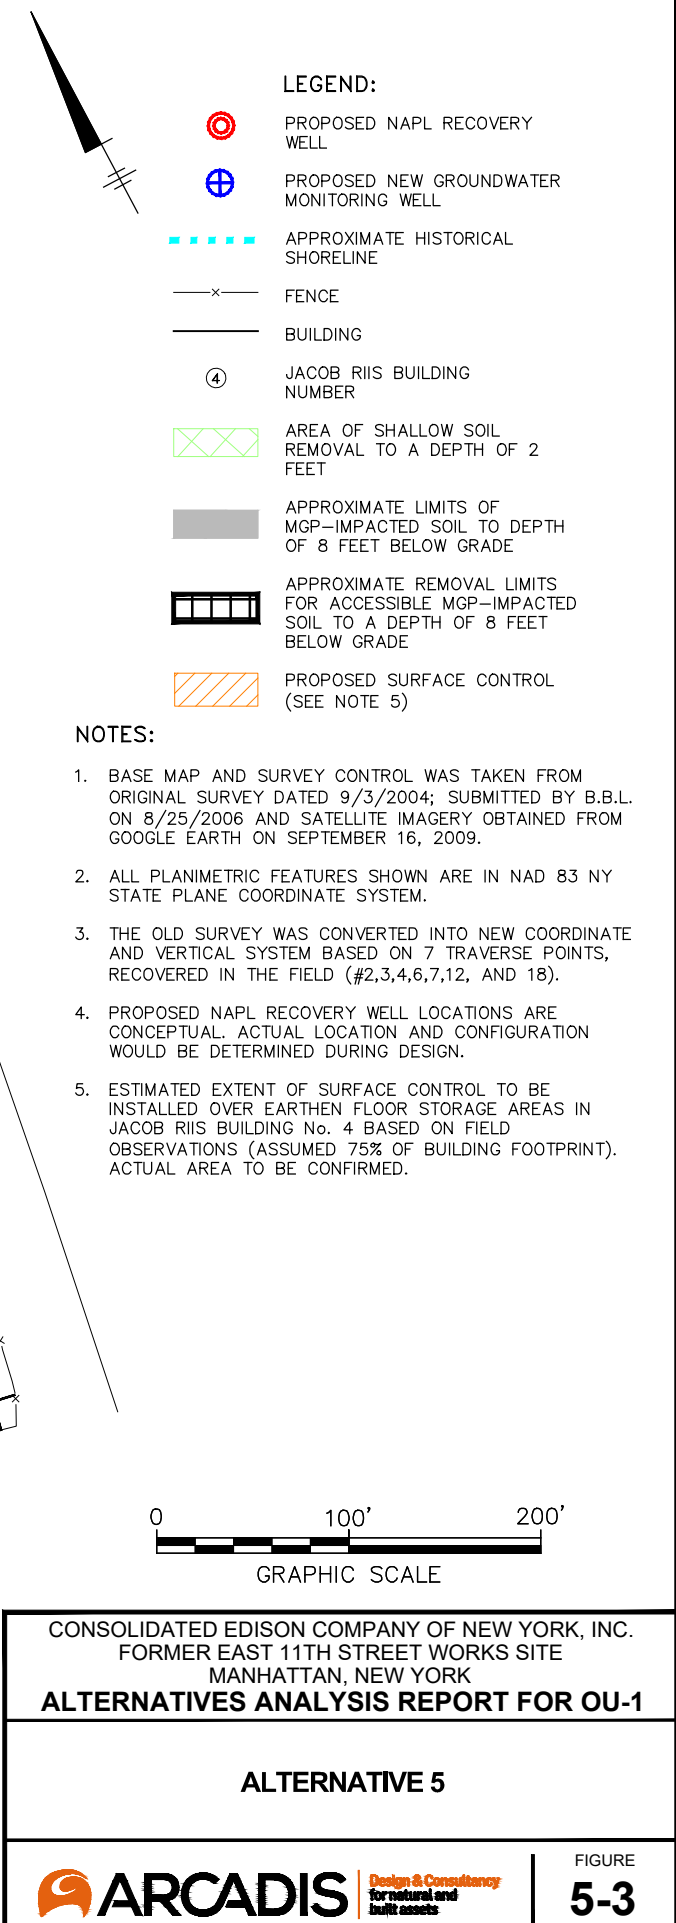 LEGEND:
PROPOSED NAPL RECOVERY
WELL
PROPOSED NEW GROUNDWATER
MONITORING WELL
APPROXIMATE HISTORICAL
SHORELINE
FENCE
BUILDING
4
JACOB RIIS BUILDING
NUMBER
AREA OF SHALLOW SOIL
REMOVAL TO A DEPTH OF 2
FEET
APPROXIMATE LIMITS OF
MGP-IMPACTED SOIL TO DEPTH
OF 8 FEET BELOW GRADE
APPROXIMATE REMOVAL LIMITS
FOR ACCESSIBLE MGP-IMPACTED
SOIL TO A DEPTH OF 8 FEET
BELOW GRADE
PROPOSED SURFACE CONTROL
(SEE NOTE 5)
NOTES:
1. BASE MAP AND SURVEY CONTROL WAS TAKEN FROM
ORIGINAL SURVEY DATED 9/3/2004; SUBMITTED BY B.B.L.
ON 8/25/2006 AND SATELLITE IMAGERY OBTAINED FROM
GOOGLE EARTH ON SEPTEMBER 16, 2009.
2. ALL PLANIMETRIC FEATURES SHOWN ARE IN NAD 83 NY
STATE PLANE COORDINATE SYSTEM.
3. THE OLD SURVEY WAS CONVERTED INTO NEW COORDINATE
AND VERTICAL SYSTEM BASED ON 7 TRAVERSE POINTS,
RECOVERED IN THE FIELD (#2,3,4,6,7,12, AND 18).
4. PROPOSED NAPL RECOVERY WELL LOCATIONS ARE
CONCEPTUAL. ACTUAL LOCATION AND CONFIGURATION
WOULD BE DETERMINED DURING DESIGN.
5. ESTIMATED EXTENT OF SURFACE CONTROL TO BE
INSTALLED OVER EARTHEN FLOOR STORAGE AREAS IN
JACOB RIIS BUILDING No. 4 BASED ON FIELD
OBSERVATIONS (ASSUMED 75% OF BUILDING FOOTPRINT).
ACTUAL AREA TO BE CONFIRMED.
0 100' 200'
GRAPHIC SCALE
CONSOLIDATED EDISON COMPANY OF NEW YORK, INC.
FORMER EAST 11TH STREET WORKS SITE
MANHATTAN, NEW YORK
ALTERNATIVES ANALYSIS REPORT FOR OU-1
ALTERNATIVE 5
ARCADIS
Design & Consultancy
for natural and
built assets
FIGURE
5-3